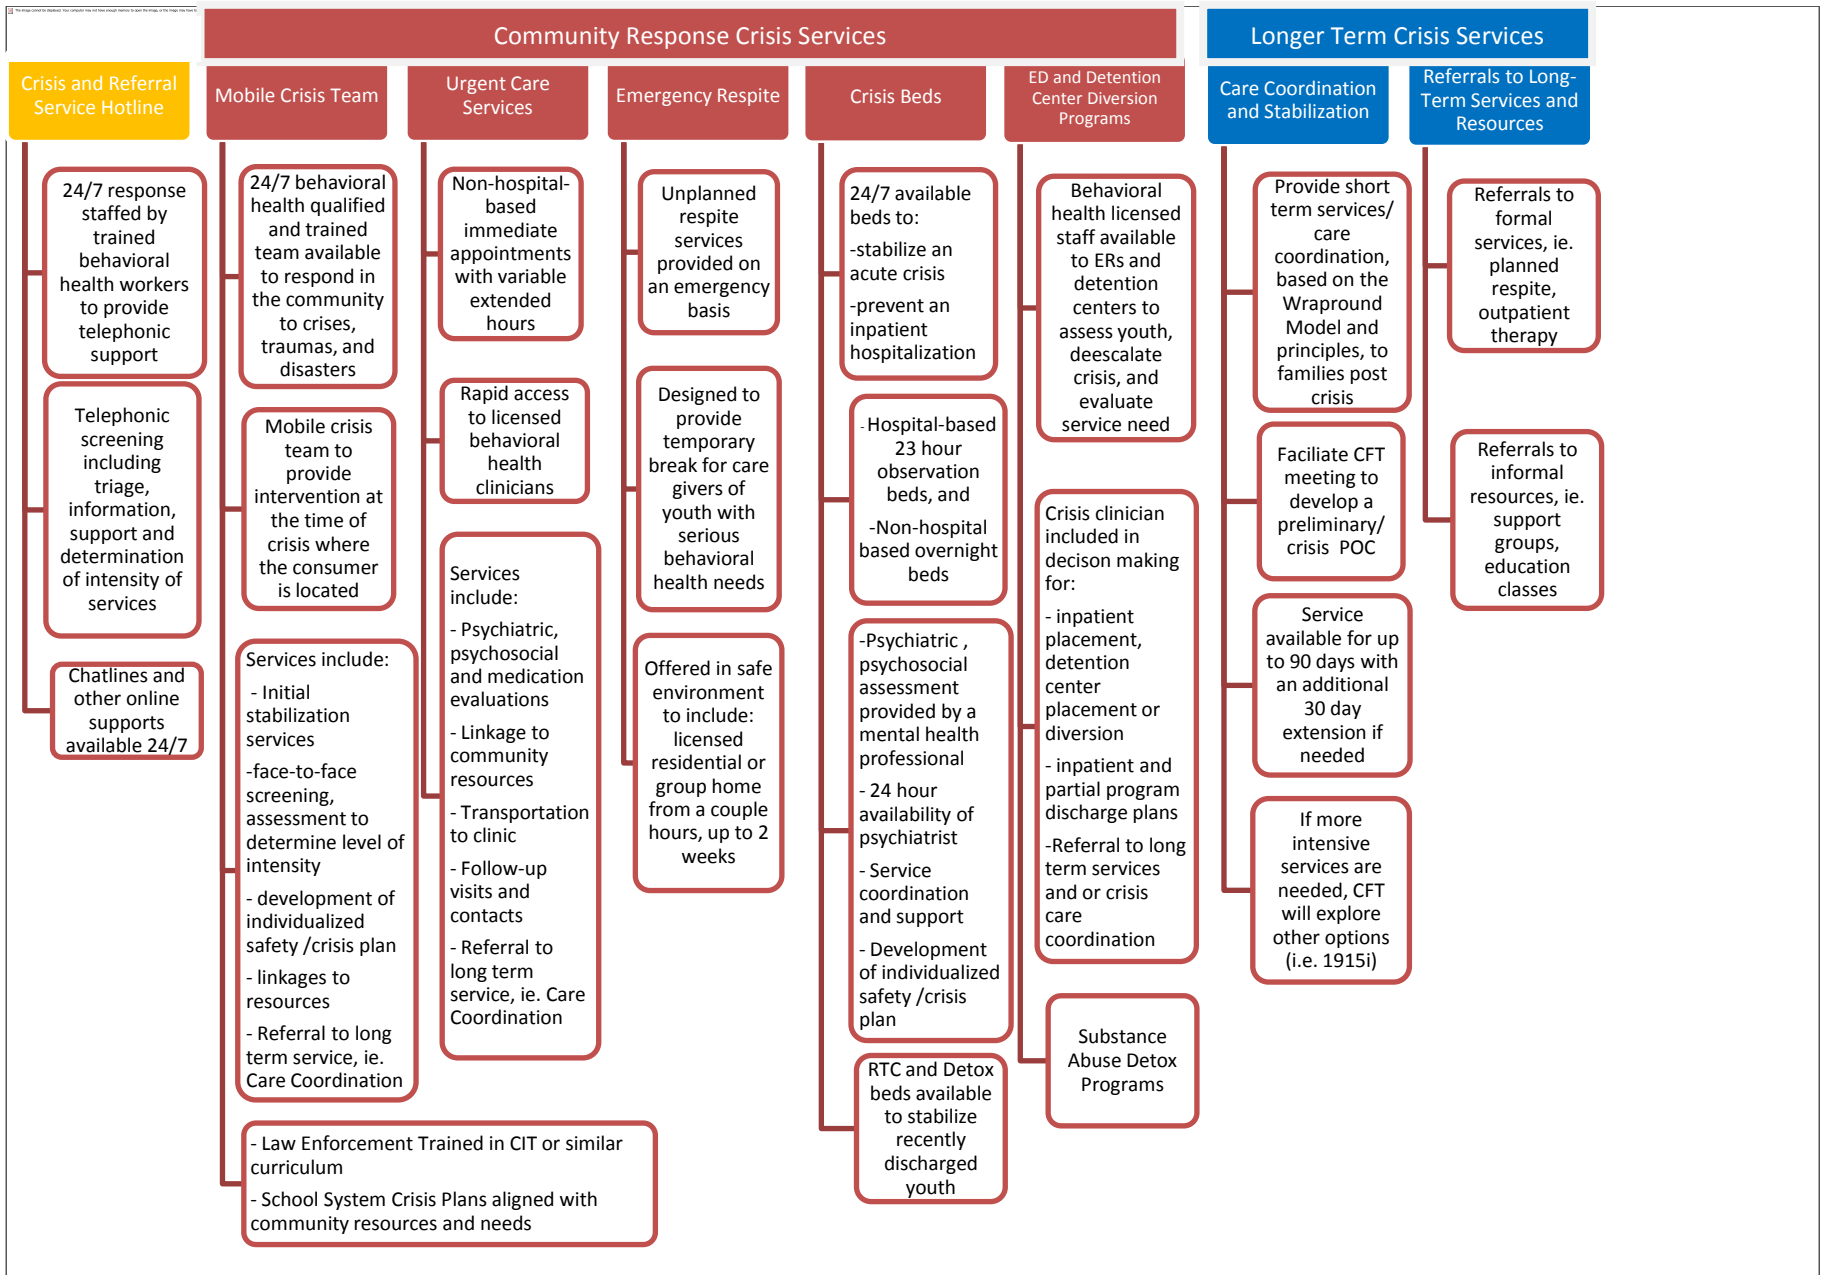 The image cannot be displayed. Your computer may not have enough memory to open the image, or the image may have b
Community Response Crisis Services
Longer Term Crisis Services
Crisis and Referral
Service Hotline
24/7 response
staffed by
trained
behavioral
health workers
to provide
telephonic
support
Telephonic
screening
including
triage,
information,
support and
determination
of intensity of
services
Chatlines and
other online
supports
available 24/7
Mobile Crisis Team
24/7 behavioral
health qualified
and trained
team available
to respond in
the community
to crises,
traumas, and
disasters
Mobile crisis
team to
provide
intervention at
the time of
crisis where
the consumer
is located
Services include:
- Initial
stabilization
services
-face-to-face
screening,
assessment to
determine level of
intensity
- development of
individualized
safety /crisis plan
- linkages to
resources
- Referral to long
term service, ie.
Care Coordination
- Law Enforcement Trained in CIT or similar
curriculum
- School System Crisis Plans aligned with
community resources and needs
Urgent Care
Services
Non-hospital-
based
immediate
appointments
with variable
extended
hours
Rapid access
to licensed
behavioral
health
clinicians
Services
include:
- Psychiatric,
psychosocial
and medication
evaluations
- Linkage to
community
resources
- Transportation
to clinic
- Follow-up
visits and
contacts
- Referral to
long term
service, ie. Care
Coordination
Emergency Respite
Unplanned
respite
services
provided on
an emergency
basis
Designed to
provide
temporary
break for care
givers of
youth with
serious
behavioral
health needs
Offered in safe
environment
to include:
licensed
residential or
group home
from a couple
hours, up to 2
weeks
Crisis Beds
24/7 available
beds to:
-stabilize an
acute crisis
-prevent an
inpatient
hospitalization
- Hospital-based
23 hour
observation
beds, and
-Non-hospital
based overnight
beds
-Psychiatric ,
psychosocial
assessment
provided by a
mental health
professional
- 24 hour
availability of
psychiatrist
- Service
coordination
and support
- Development
of individualized
safety /crisis
plan
RTC and Detox
beds available
to stabilize
recently
discharged
youth
ED and Detention
Center Diversion
Programs
Behavioral
health licensed
staff available
to ERs and
detention
centers to
assess youth,
deescalate
crisis, and
evaluate
service need
Crisis clinician
included in
decison making
for:
- inpatient
placement,
detention
center
placement or
diversion
- inpatient and
partial program
discharge plans
-Referral to long
term services
and or crisis
care
coordination
Substance
Abuse Detox
Programs
Care Coordination
and Stabilization
Provide short
term services/
care
coordination,
based on the
Wrapround
Model and
principles, to
families post
crisis
Faciliate CFT
meeting to
develop a
preliminary/
crisis POC
Service
available for up
to 90 days with
an additional
30 day
extension if
needed
If more
intensive
services are
needed, CFT
will explore
other options
(i.e. 1915i)
Referrals to Long-
Term Services and
Resources
Referrals to
formal
services, ie.
planned
respite,
outpatient
therapy
Referrals to
informal
resources, ie.
support
groups,
education
classes